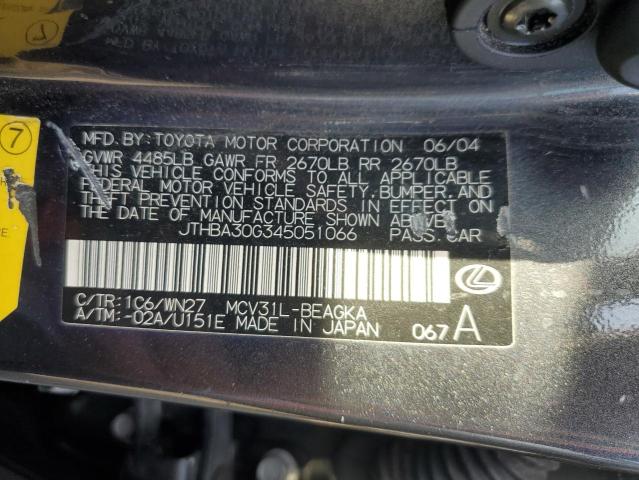 MFD. BY: TOYOTA MOTOR CORPORATION 06/04
GVWR 4485LB GAWR FR 2670LB RR 2670LB
THIS VEHICLE CONFORMS TO ALL APPLICABLE
FEDERAL MOTOR VEHICLE SAFETY, BUMPER, AND
THEFT PREVENTION STANDARDS IN EFFECT ON
THE DATE OF MANUFACTURE SHOWN ABOVE.
JTHBA30G345051066 PASS. CAR
C/TR: 1C6/WN27 MCV31L-BEAGKA
A/TM: -02A/U151E MADE IN JAPAN 067 A
7